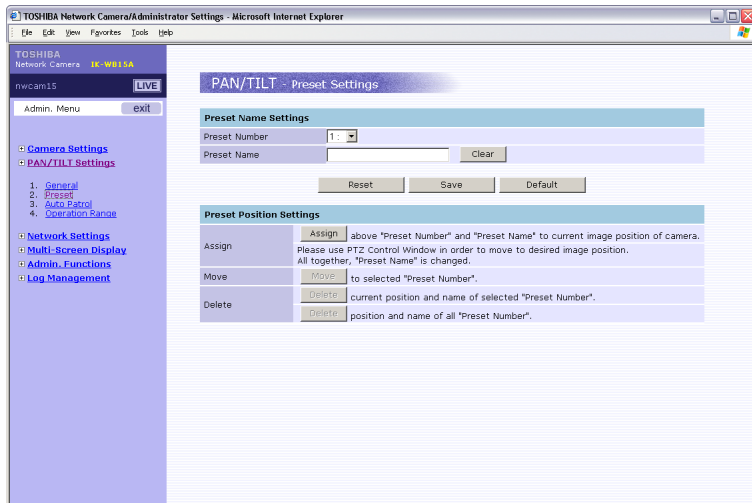 TOSHIBA Network Camera/Administrator Settings - Microsoft Internet Explorer
File Edit View Favorites Tools Help
TOSHIBA
Network Camera IK-WB15A
nwcam15 LIVE
Admin. Menu exit
Camera Settings
PAN/TILT Settings
1. General
2. Preset
3. Auto Patrol
4. Operation Range
Network Settings
Multi-Screen Display
Admin. Functions
Log Management
PAN/TILT - Preset Settings
Preset Name Settings
Preset Number 1 :
Preset Name Clear
Reset Save Default
Preset Position Settings
Assign
Assign above "Preset Number" and "Preset Name" to current image position of camera.
Please use PTZ Control Window in order to move to desired image position.
All together, "Preset Name" is changed.
Move Move to selected "Preset Number".
Delete
Delete current position and name of selected "Preset Number".
Delete position and name of all "Preset Number".